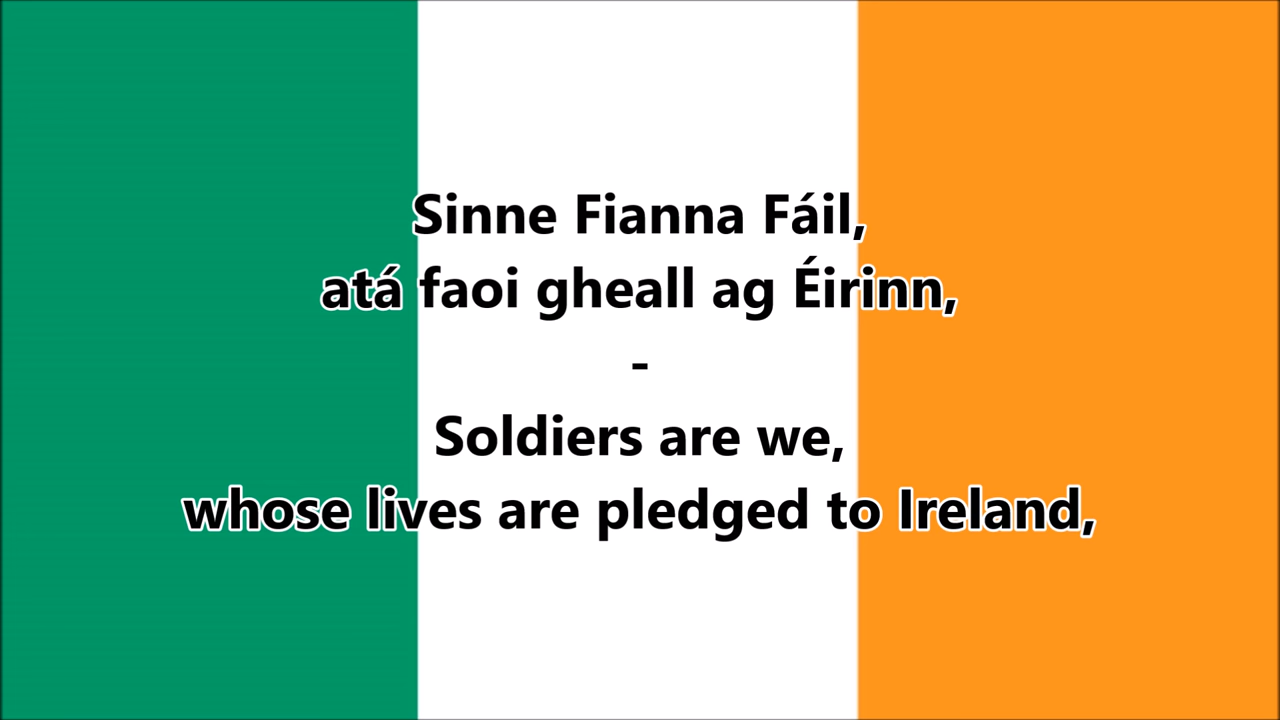 Sinne Fianna Fáil,
atá faoi gheall ag Éirinn,
-
Soldiers are we,
whose lives are pledged to Ireland,